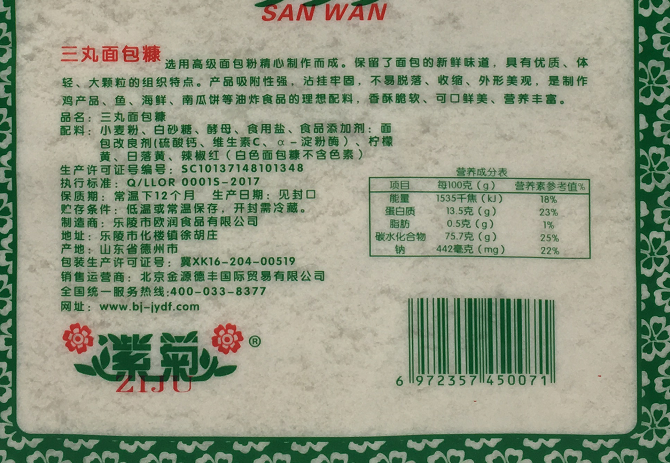 SAN WAN
三丸面包糠 选用高级面包粉精心制作而成。保留了面包的新鲜味道,具有优质、体
轻、大颗粒的组织特点。产品吸附性强,沾挂牢固,不易脱落、收缩、外形美观,是制作
鸡产品、鱼、海鲜、南瓜饼等油炸食品的理想配料,香酥脆软、可口鲜美、营养丰富。
品名:三丸面包糠
配料:小麦粉、白砂糖、酵母、食用盐、食品添加剂:面
包改良剂(硫酸钙、维生素C、α-淀粉酶)、柠檬
黄、日落黄、辣椒红(白色面包糠不含色素)
生产许可证号编号:SC10137148101348
执行标准:Q/LLOR 0001S-2017
保质期:常温下12个月 生产日期:见封口
贮存条件:低温或常温保存,开封需冷藏。
制造商:乐陵市欧润食品有限公司
地址:乐陵市化楼镇徐胡庄
产地:山东省德州市
包装生产许可证号:冀XK16-204-00519
销售运营商:北京金源德丰国际贸易有限公司
全国统一服务热线:400-033-8377
网址:www.bj-jydf.com
营养成分表
项目 每100克(g) 营养素参考值%
能量 1535千焦(kJ) 18%
蛋白质 13.5克(g) 23%
脂肪 0.5克(g) 1%
碳水化合物 75.7克(g) 25%
钠 442毫克(mg) 22%
紫菊®
ZIJU
6 972357 450071